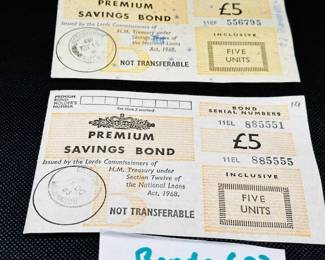 PREMIUM
SAVINGS BOND
Issued by the Lords Commissioners of
H.M. Treasury under
Section Twelve of
the National Loans
Act, 1968.
NOT TRANSFERABLE
£5
11EF 556795
INCLUSIVE
FIVE
UNITS
PREMIUM
BOND
HOLDER'S
NUMBER
PREMIUM
SAVINGS BOND
Issued by the Lords Commissioners of
H.M. Treasury under
Section Twelve of
the National Loans
Act, 1968.
NOT TRANSFERABLE
BOND
SERIAL NUMBERS
11EL 885551
£5
11EL 885555
INCLUSIVE
FIVE
UNITS